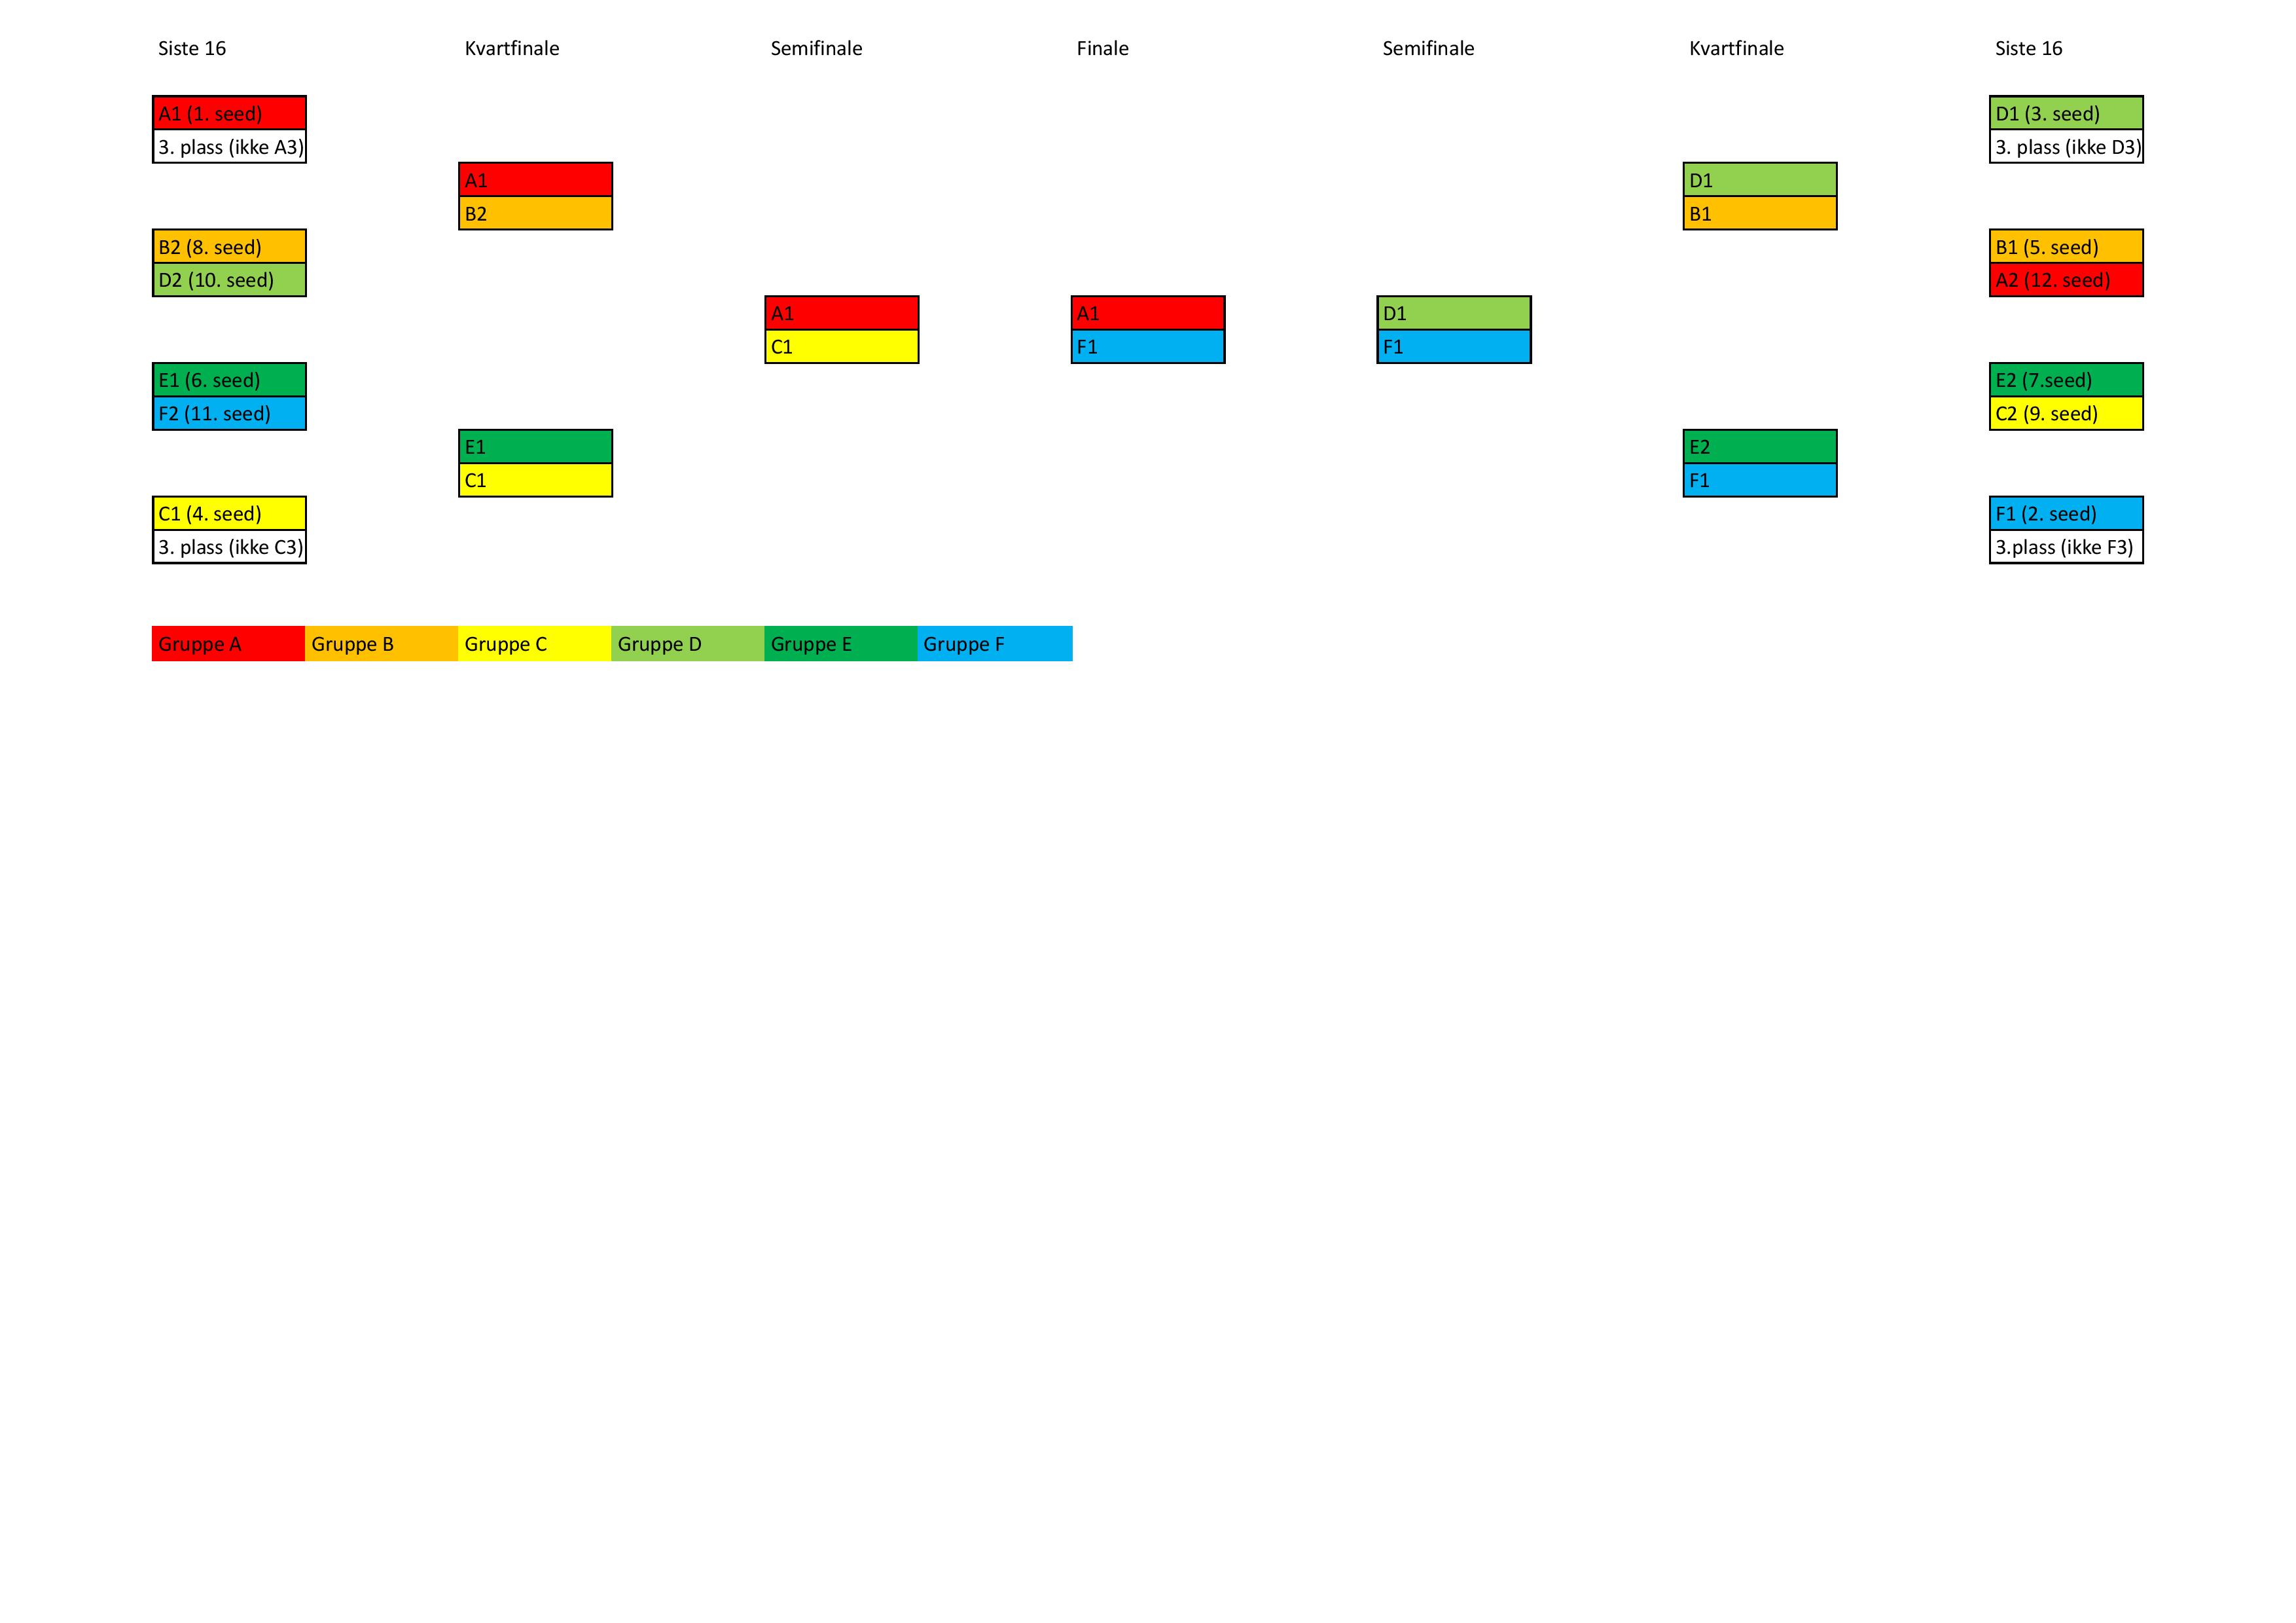 Siste 16 Kvartfinale Semifinale Finale Semifinale Kvartfinale Siste 16
A1 (1. seed) D1 (3. seed)
3. plass (ikke A3) 3. plass (ikke D3)
A1 D1
B2 B1
B2 (8. seed) B1 (5. seed)
D2 (10. seed) A2 (12. seed)
A1 A1 D1
C1 F1 F1
E1 (6. seed) E2 (7.seed)
F2 (11. seed) C2 (9. seed)
E1 E2
C1 F1
C1 (4. seed) F1 (2. seed)
3. plass (ikke C3) 3.plass (ikke F3)
Gruppe A Gruppe B Gruppe C Gruppe D Gruppe E Gruppe F